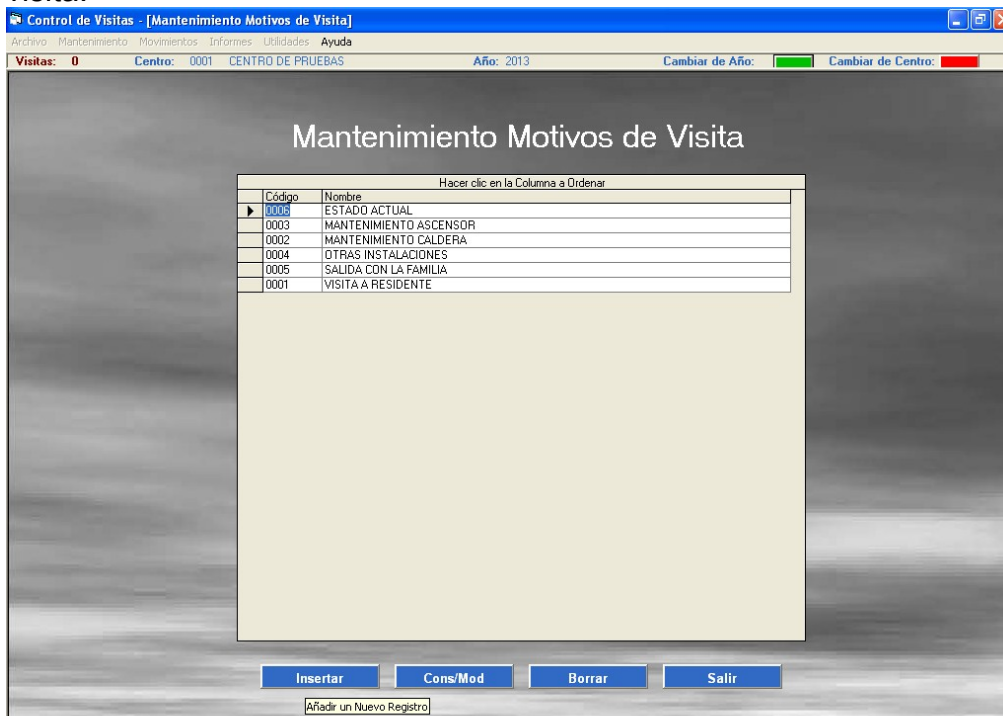 Control de Visitas - [Mantenimiento Motivos de Visita]
Archivo Mantenimiento Movimientos Informes Utilidades Ayuda
Visitas: 0 Centro: 0001 CENTRO DE PRUEBAS Año: 2013 Cambiar de Año: Cambiar de Centro:
Mantenimiento Motivos de Visita
Hacer clic en la Columna a Ordenar
Código Nombre
0006 ESTADO ACTUAL
0003 MANTENIMIENTO ASCENSOR
0002 MANTENIMIENTO CALDERA
0004 OTRAS INSTALACIONES
0005 SALIDA CON LA FAMILIA
0001 VISITA A RESIDENTE
Insertar Cons/Mod Borrar Salir
Añadir un Nuevo Registro